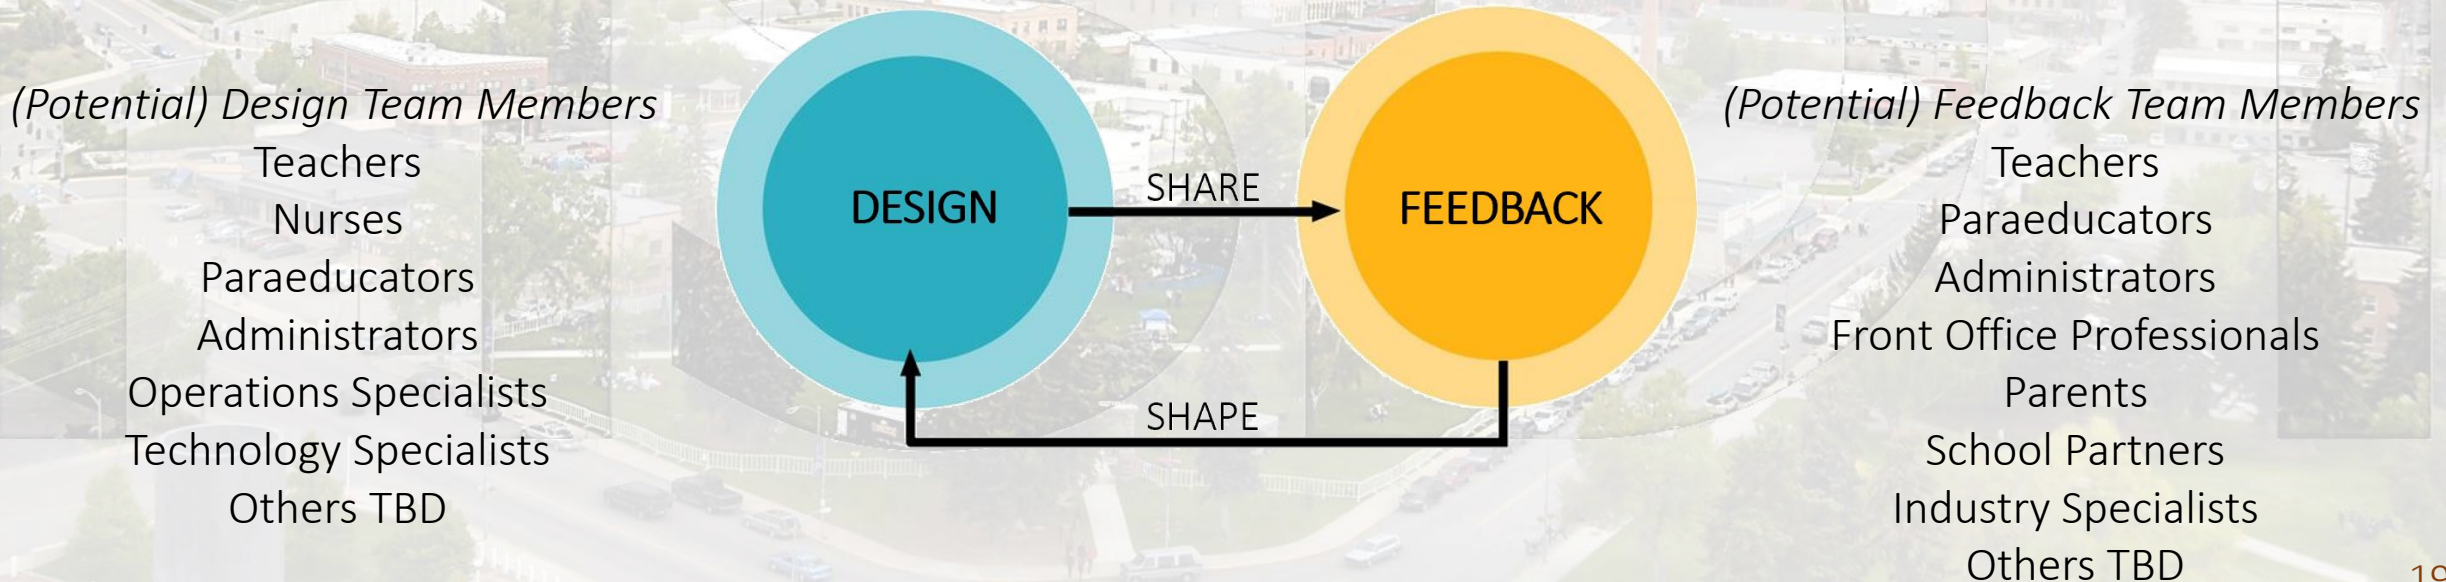 (Potential) Design Team Members
Teachers
Nurses
Paraeducators
Administrators
Operations Specialists
Technology Specialists
Others TBD
DESIGN
SHARE
FEEDBACK
SHAPE
(Potential) Feedback Team Members
Teachers
Paraeducators
Administrators
Front Office Professionals
Parents
School Partners
Industry Specialists
Others TBD